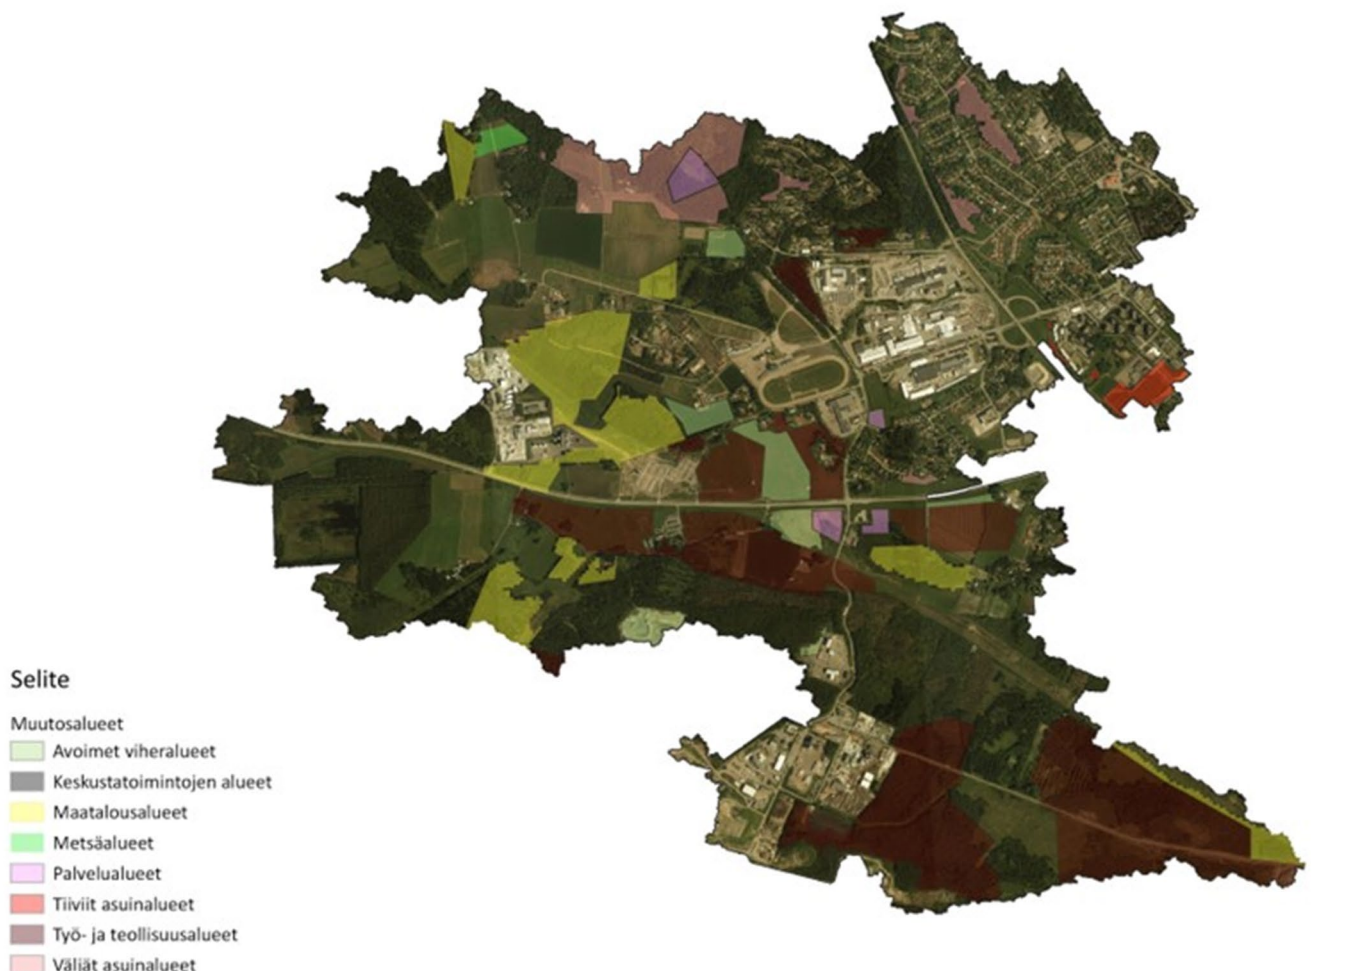 Selite
Muutosalueet
Avoimet viheralueet
Keskustatoimintojen alueet
Maatalousalueet
Metsäalueet
Palvelualueet
Tiiviit asuinalueet
Työ- ja teollisuusalueet
Väljät asuinalueet